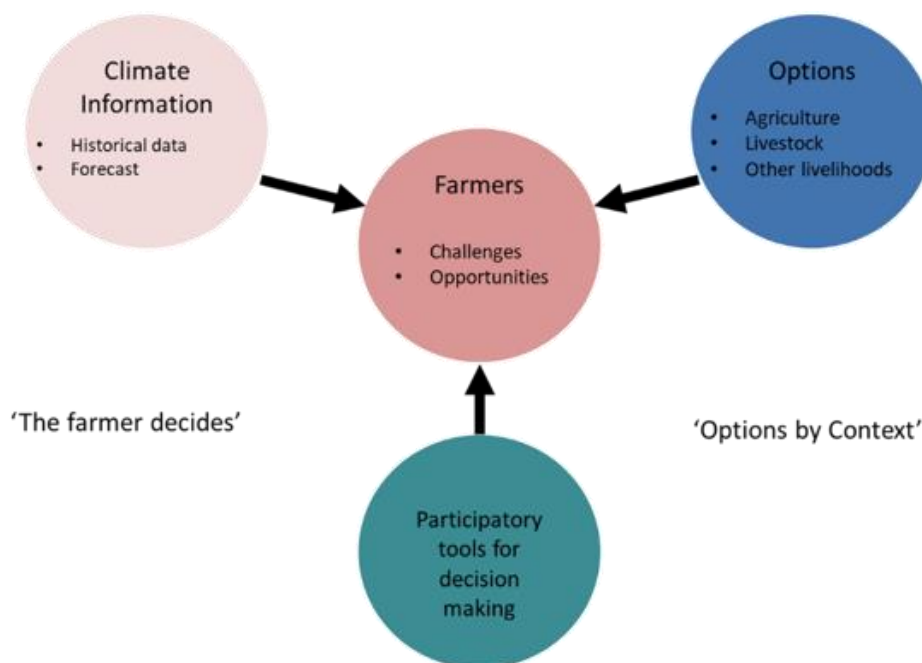 Climate
Information
• Historical data
• Forecast
Options
• Agriculture
• Livestock
• Other livelihoods
Farmers
• Challenges
• Opportunities
‘The farmer decides’
‘Options by Context’
Participatory
tools for
decision
making